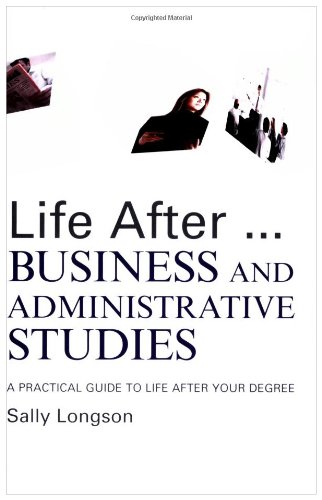 Copyrighted Material
Life After ...
BUSINESS AND
ADMINISTRATIVE
STUDIES
A PRACTICAL GUIDE TO LIFE AFTER YOUR DEGREE
Sally Longson